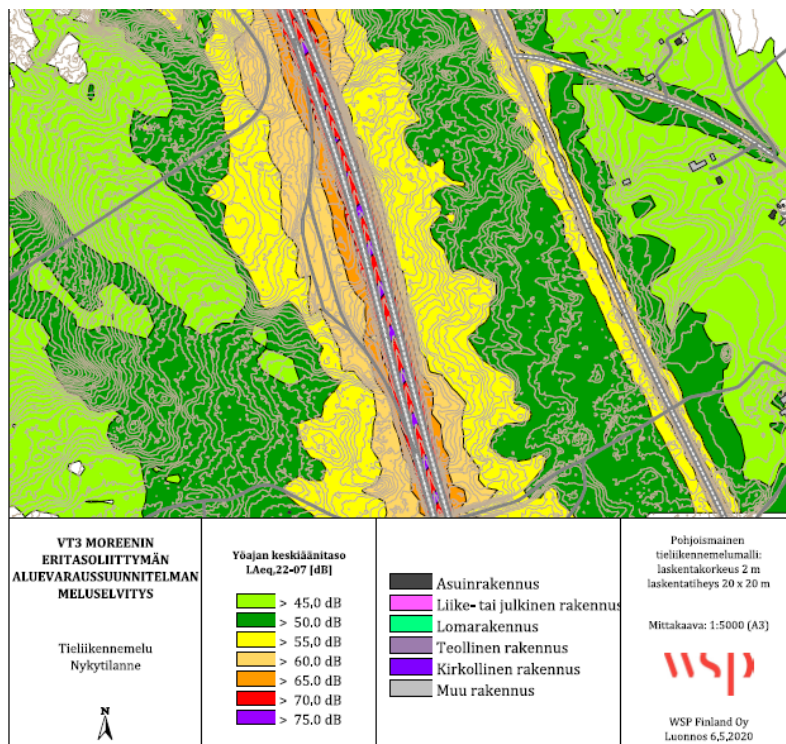 VT3 MOREENIN
ERITASOLIITTYMÄN
ALUEVARAUSSUUNNITELMAN
MELUSELVITYS
Tieliikennemelu
Nykytilanne
N
Yöajan keskiäänitaso
LAeq,22-07 [dB]
> 45,0 dB
> 50.0 dB
> 55.0 dB
> 60.0 dB
> 65.0 dB
> 70,0 dB
> 75.0 dB
Asuinrakennus
Liike- tai julkinen rakennus
Lomarakennus
Teollinen rakennus
Kirkollinen rakennus
Muu rakennus
Pohjoismainen
tieliikennemelumalli:
laskentakorkeus 2 m
laskentatiheys 20 x 20 m
Mittakaava: 1:5000 (A3)
wsp
WSP Finland Oy
Luonnos 6,5,2020